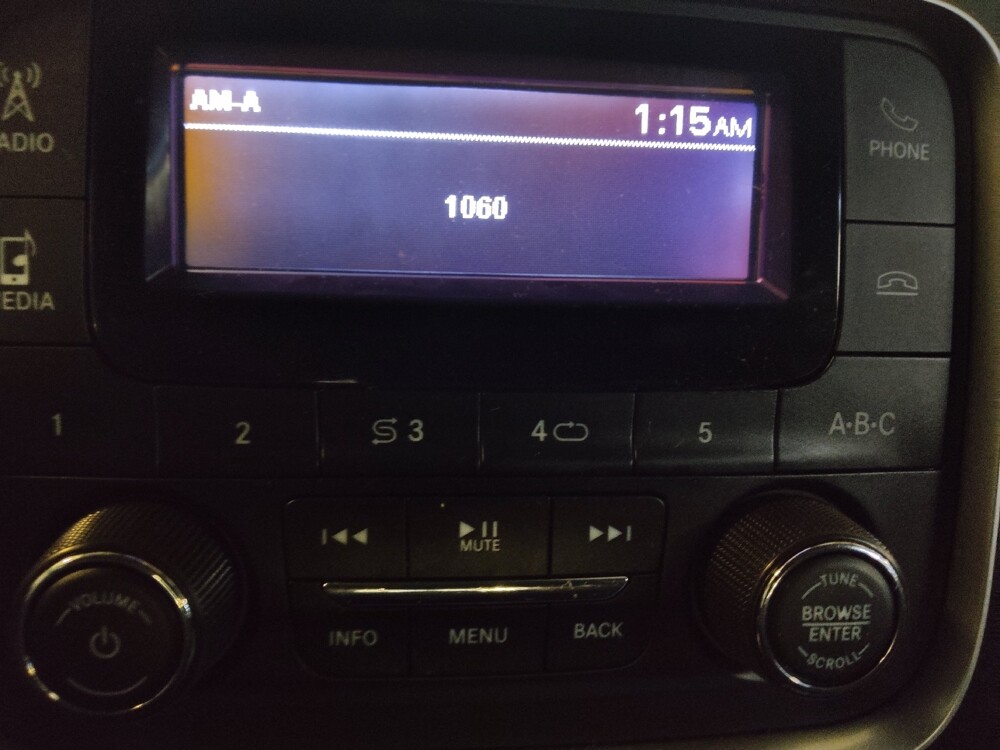 AM-A
1:15AM
1060
ADIO
EDIA
PHONE
1
2
3
4
5
A·B·C
MUTE
INFO
MENU
BACK
VOLUME
TUNE
BROWSE
ENTER
SCROLL